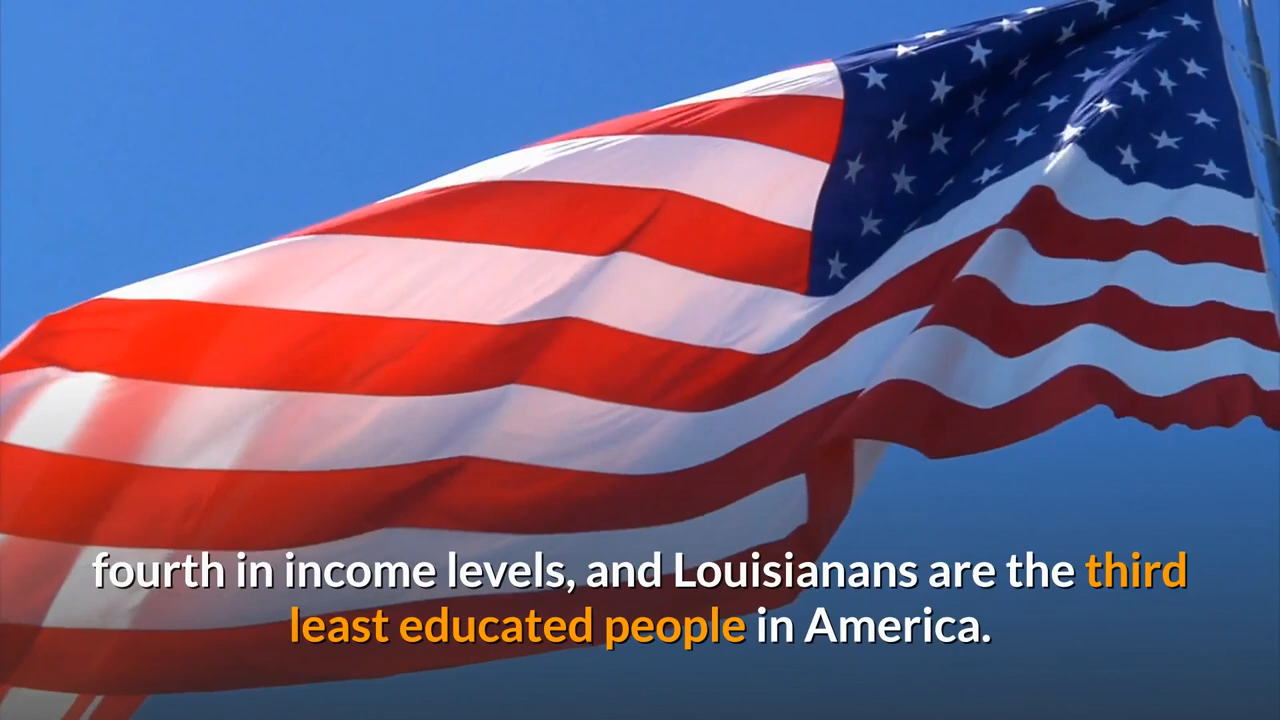 fourth in income levels, and Louisianans are the third
least educated people in America.